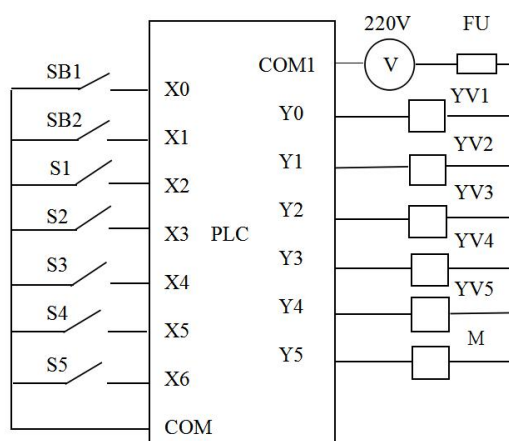 220V FU
SB1 COM1 V
X0 Y0 YV1
SB2 X1 YV2
S1 X2 Y1
S2 X3 PLC Y2 YV3
S3 X4 Y3 YV4
S4 X5 Y4 YV5
S5 X6 Y5 M
COM